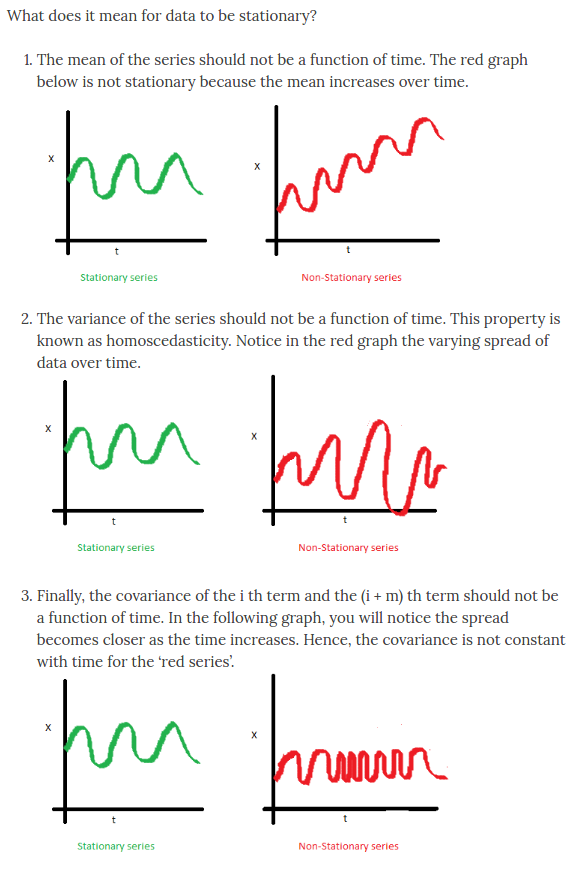 What does it mean for data to be stationary?
1. The mean of the series should not be a function of time. The red graph
below is not stationary because the mean increases over time.
X
X
t
t
Stationary series
Non-Stationary series
2. The variance of the series should not be a function of time. This property is
known as homoscedasticity. Notice in the red graph the varying spread of
data over time.
X
X
t
t
Stationary series
Non-Stationary series
3. Finally, the covariance of the i th term and the (i + m) th term should not be
a function of time. In the following graph, you will notice the spread
becomes closer as the time increases. Hence, the covariance is not constant
with time for the ‘red series’.
X
X
t
t
Stationary series
Non-Stationary series